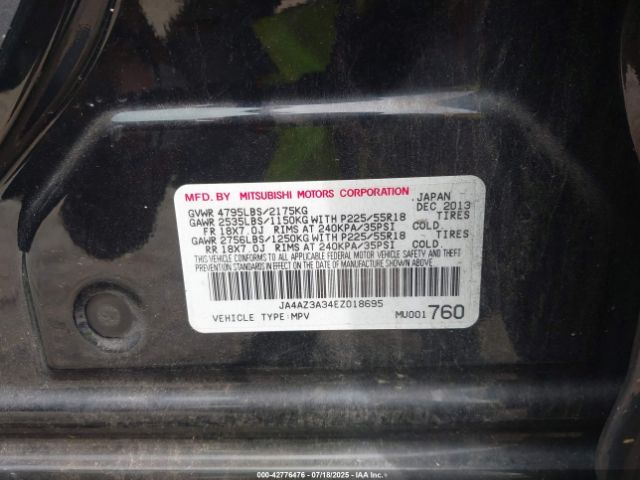 MFD. BY MITSUBISHI MOTORS CORPORATION JAPAN
GVWR 4795LBS/2175KG DEC 2013
GAWR 2535LBS/1150KG WITH P225/55R18 TIRES
FR 18X7.0J RIMS AT 240KPA/35PSI COLD.
GAWR 2756LBS/1250KG WITH P225/55R18 TIRES
RR 18X7.0J RIMS AT 240KPA/35PSI COLD.
THIS VEHICLE CONFORMS TO ALL APPLICABLE FEDERAL MOTOR VEHICLE SAFETY AND THEFT
PREVENTION STANDARDS IN EFFECT ON THE DATE OF MANUFACTURE SHOWN ABOVE.
JA4AZ3A34EZ018695
VEHICLE TYPE:MPV MU001 760
000-42776476 - 07/18/2025 - IAAI.COM